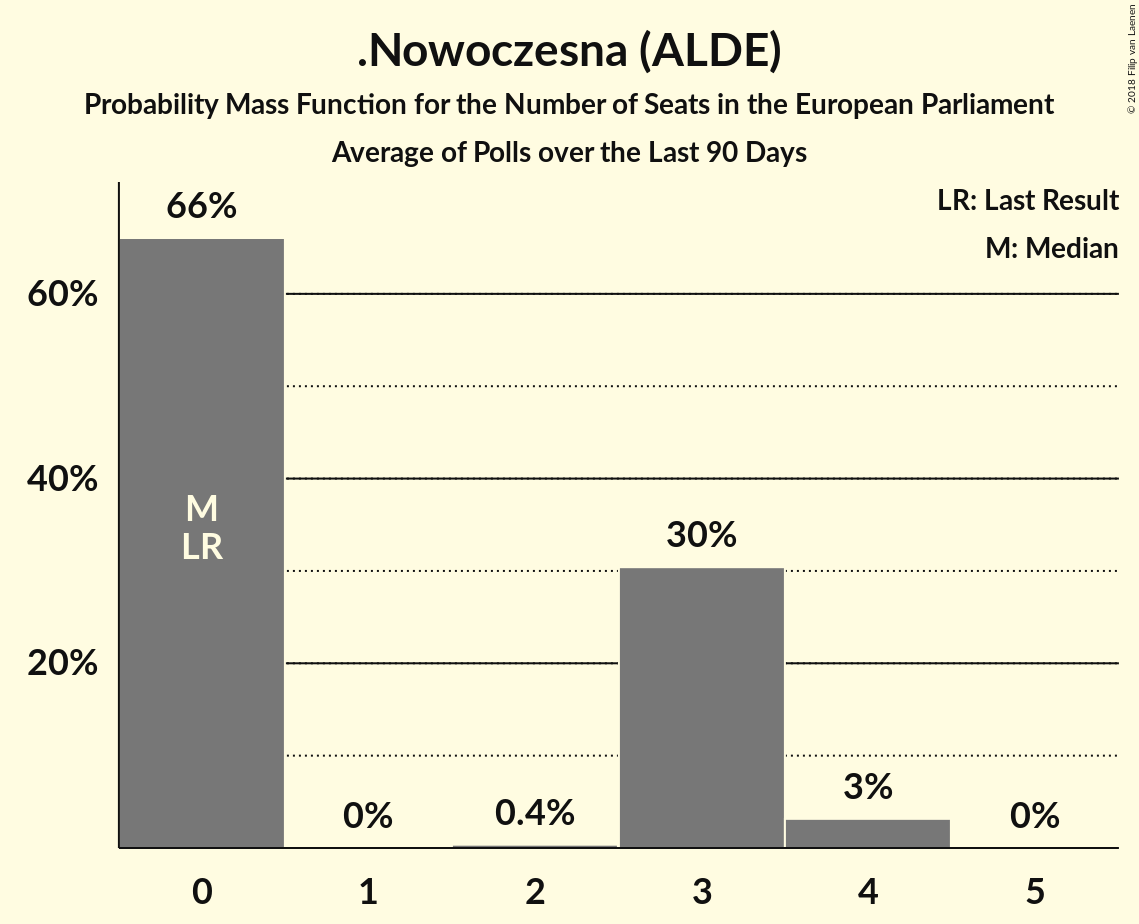 .Nowoczesna (ALDE)
Probability Mass Function for the Number of Seats in the European Parliament
Average of Polls over the Last 90 Days
© 2018 Filip van Laenen
LR: Last Result
M: Median
66%
60%
40%
20%
M
LR
0%
0.4%
30%
3%
0%
0 1 2 3 4 5